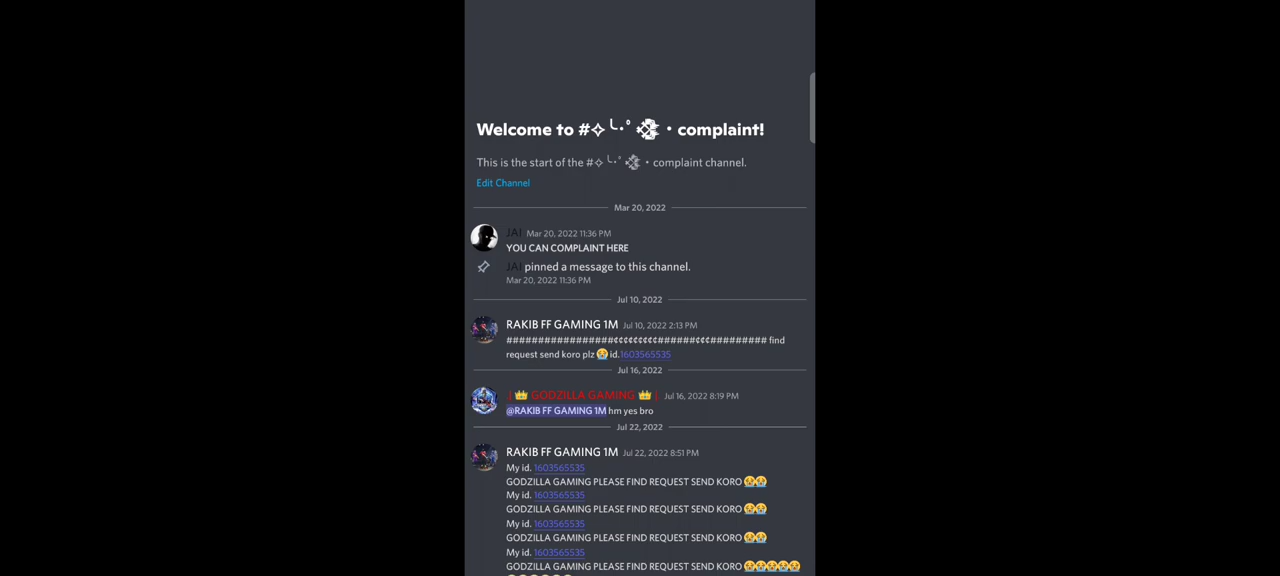 Welcome to #✧╰･ﾟ・complaint!
This is the start of the #✧╰･ﾟ・complaint channel.
Edit Channel
Mar 20, 2022
JAI Mar 20, 2022 11:36 PM
YOU CAN COMPLAINT HERE
JAI pinned a message to this channel.
Mar 20, 2022 11:36 PM
Jul 10, 2022
RAKIB FF GAMING 1M Jul 10, 2022 2:13 PM
#################¢¢¢¢¢¢¢¢¢######¢¢¢######### find
request send koro plz 😭 id.1603565535
Jul 16, 2022
| 👑 GODZILLA GAMING 👑 | Jul 16, 2022 8:19 PM
@RAKIB FF GAMING 1M hm yes bro
Jul 22, 2022
RAKIB FF GAMING 1M Jul 22, 2022 8:51 PM
My id. 1603565535
GODZILLA GAMING PLEASE FIND REQUEST SEND KORO 😭😭
My id. 1603565535
GODZILLA GAMING PLEASE FIND REQUEST SEND KORO 😭😭
My id. 1603565535
GODZILLA GAMING PLEASE FIND REQUEST SEND KORO 😭😭
My id. 1603565535
GODZILLA GAMING PLEASE FIND REQUEST SEND KORO 😭😭😭😭😭